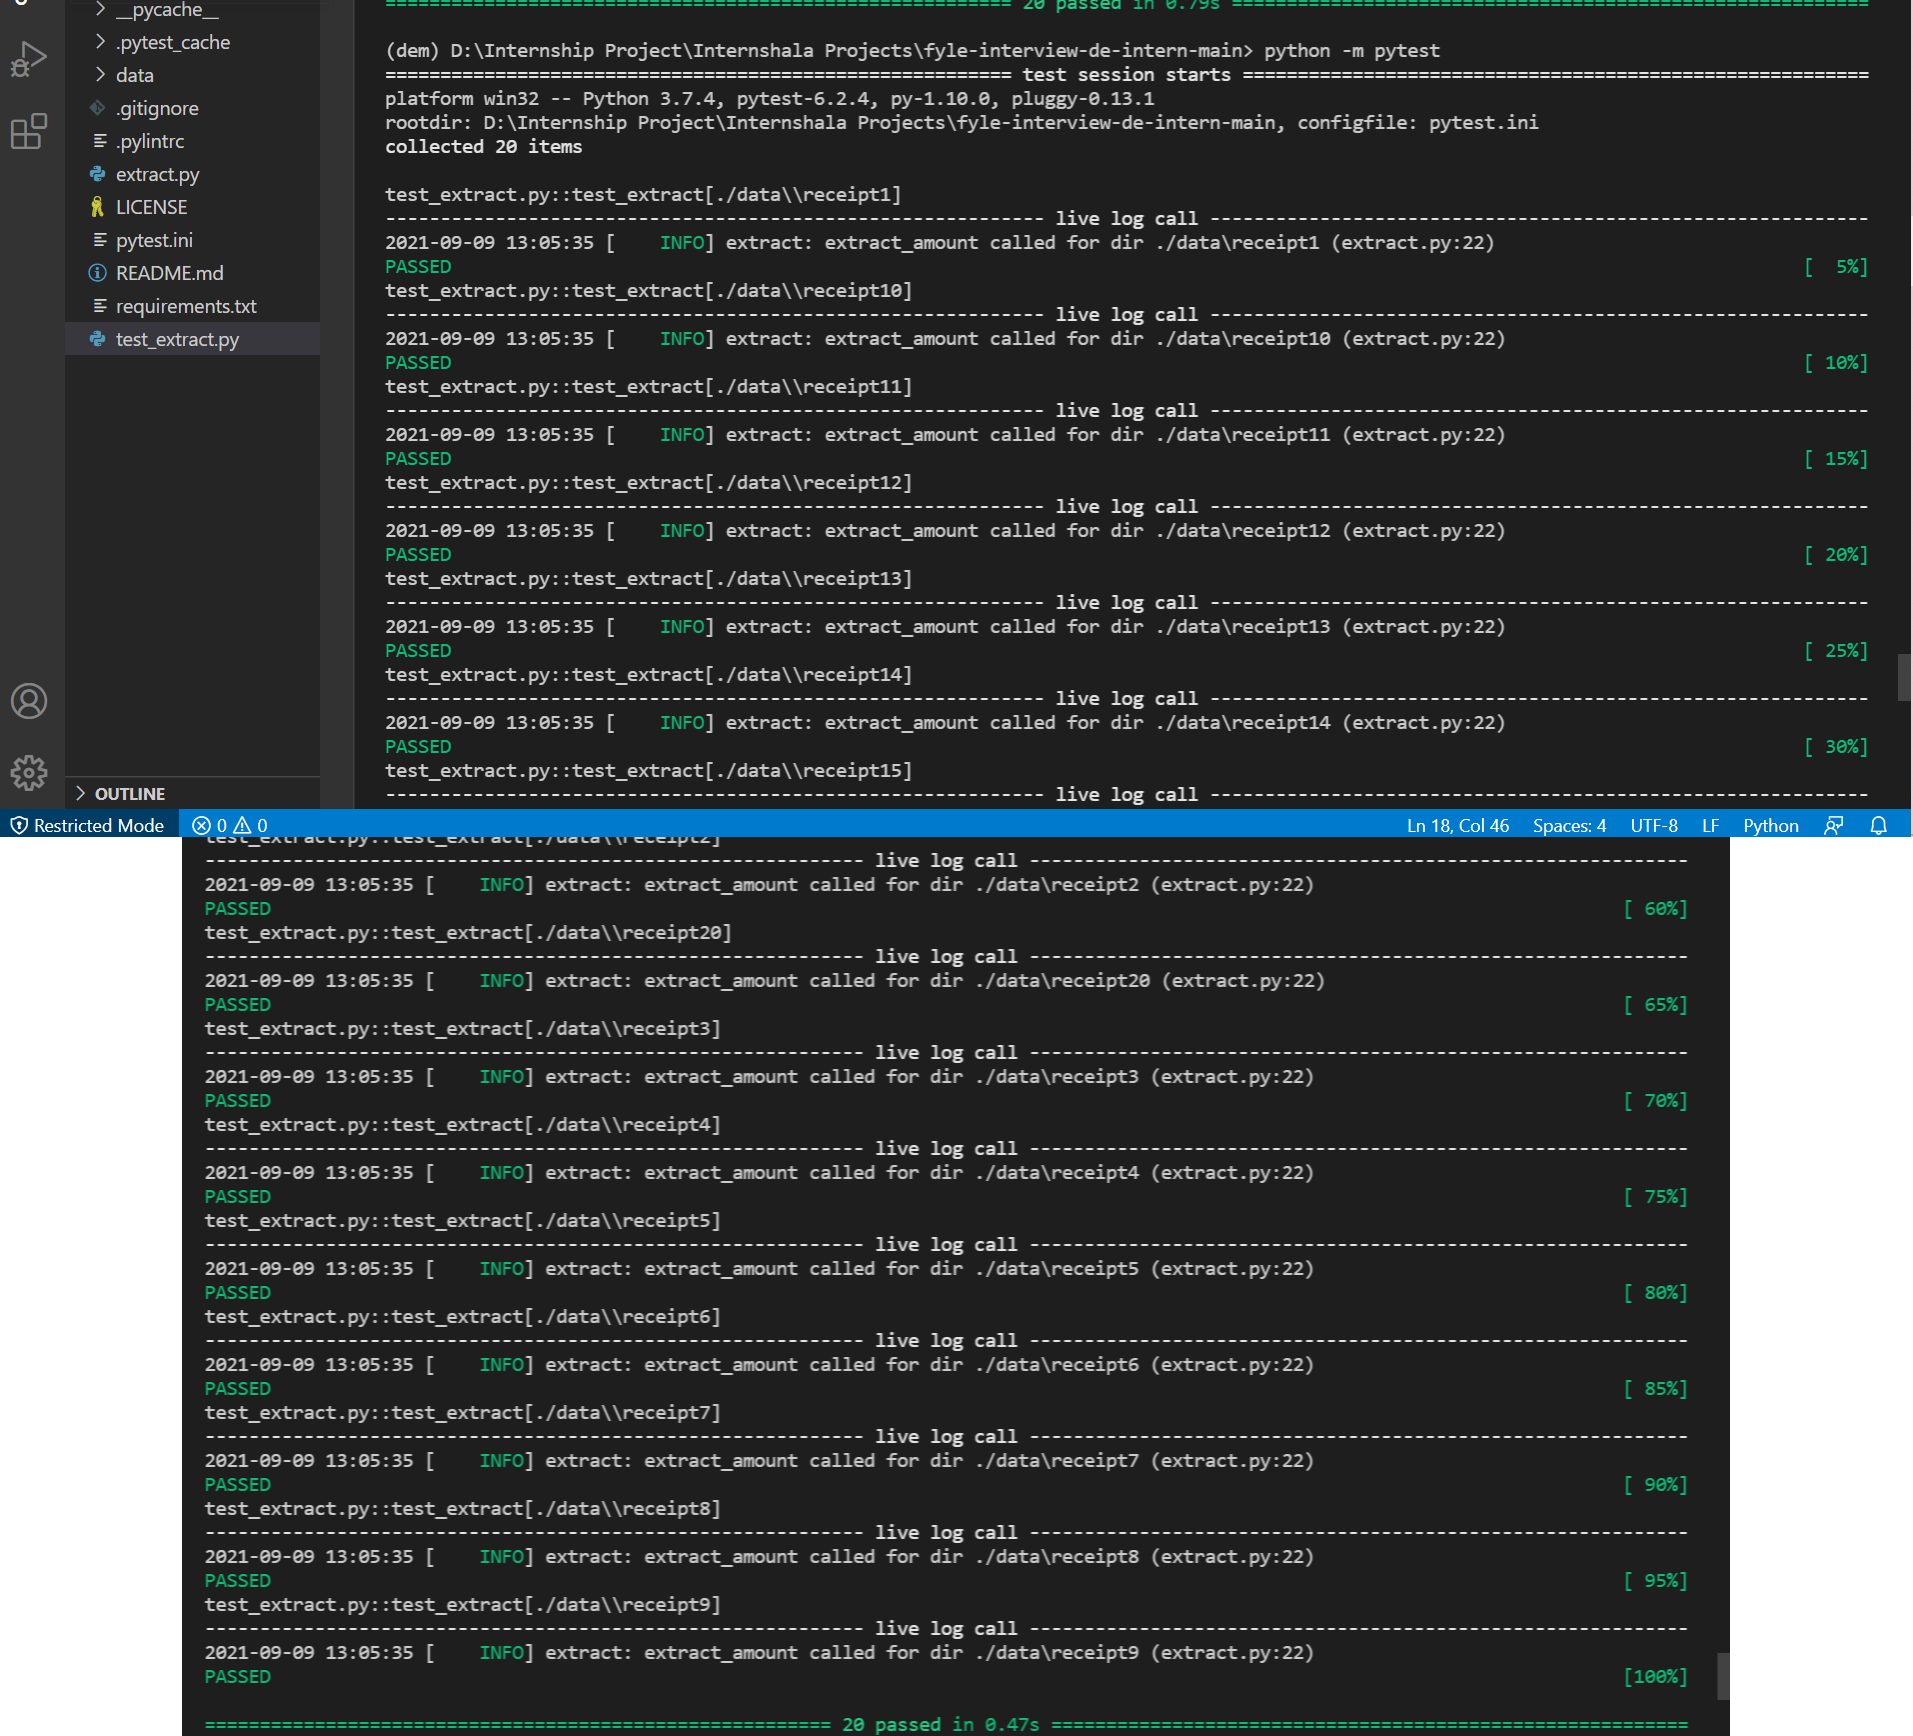 __pycache__
.pytest_cache
data
.gitignore
.pylintrc
extract.py
LICENSE
pytest.ini
README.md
requirements.txt
test_extract.py
OUTLINE
==================== 20 passed in 0.79s ====================
(dem) D:\Internship Project\Internshala Projects\fyle-interview-de-intern-main> python -m pytest
==================== test session starts ====================
platform win32 -- Python 3.7.4, pytest-6.2.4, py-1.10.0, pluggy-0.13.1
rootdir: D:\Internship Project\Internshala Projects\fyle-interview-de-intern-main, configfile: pytest.ini
collected 20 items
test_extract.py::test_extract[./data\\receipt1]
-------------------- live log call --------------------
2021-09-09 13:05:35 [    INFO] extract: extract_amount called for dir ./data\receipt1 (extract.py:22)
PASSED [  5%]
test_extract.py::test_extract[./data\\receipt10]
-------------------- live log call --------------------
2021-09-09 13:05:35 [    INFO] extract: extract_amount called for dir ./data\receipt10 (extract.py:22)
PASSED [ 10%]
test_extract.py::test_extract[./data\\receipt11]
-------------------- live log call --------------------
2021-09-09 13:05:35 [    INFO] extract: extract_amount called for dir ./data\receipt11 (extract.py:22)
PASSED [ 15%]
test_extract.py::test_extract[./data\\receipt12]
-------------------- live log call --------------------
2021-09-09 13:05:35 [    INFO] extract: extract_amount called for dir ./data\receipt12 (extract.py:22)
PASSED [ 20%]
test_extract.py::test_extract[./data\\receipt13]
-------------------- live log call --------------------
2021-09-09 13:05:35 [    INFO] extract: extract_amount called for dir ./data\receipt13 (extract.py:22)
PASSED [ 25%]
test_extract.py::test_extract[./data\\receipt14]
-------------------- live log call --------------------
2021-09-09 13:05:35 [    INFO] extract: extract_amount called for dir ./data\receipt14 (extract.py:22)
PASSED [ 30%]
test_extract.py::test_extract[./data\\receipt15]
-------------------- live log call --------------------
Restricted Mode 0 0 Ln 18, Col 46 Spaces: 4 UTF-8 LF Python
test_extract.py::test_extract[./data\\receipt2]
-------------------- live log call --------------------
2021-09-09 13:05:35 [    INFO] extract: extract_amount called for dir ./data\receipt2 (extract.py:22)
PASSED [ 60%]
test_extract.py::test_extract[./data\\receipt20]
-------------------- live log call --------------------
2021-09-09 13:05:35 [    INFO] extract: extract_amount called for dir ./data\receipt20 (extract.py:22)
PASSED [ 65%]
test_extract.py::test_extract[./data\\receipt3]
-------------------- live log call --------------------
2021-09-09 13:05:35 [    INFO] extract: extract_amount called for dir ./data\receipt3 (extract.py:22)
PASSED [ 70%]
test_extract.py::test_extract[./data\\receipt4]
-------------------- live log call --------------------
2021-09-09 13:05:35 [    INFO] extract: extract_amount called for dir ./data\receipt4 (extract.py:22)
PASSED [ 75%]
test_extract.py::test_extract[./data\\receipt5]
-------------------- live log call --------------------
2021-09-09 13:05:35 [    INFO] extract: extract_amount called for dir ./data\receipt5 (extract.py:22)
PASSED [ 80%]
test_extract.py::test_extract[./data\\receipt6]
-------------------- live log call --------------------
2021-09-09 13:05:35 [    INFO] extract: extract_amount called for dir ./data\receipt6 (extract.py:22)
PASSED [ 85%]
test_extract.py::test_extract[./data\\receipt7]
-------------------- live log call --------------------
2021-09-09 13:05:35 [    INFO] extract: extract_amount called for dir ./data\receipt7 (extract.py:22)
PASSED [ 90%]
test_extract.py::test_extract[./data\\receipt8]
-------------------- live log call --------------------
2021-09-09 13:05:35 [    INFO] extract: extract_amount called for dir ./data\receipt8 (extract.py:22)
PASSED [ 95%]
test_extract.py::test_extract[./data\\receipt9]
-------------------- live log call --------------------
2021-09-09 13:05:35 [    INFO] extract: extract_amount called for dir ./data\receipt9 (extract.py:22)
PASSED [100%]
==================== 20 passed in 0.47s ====================